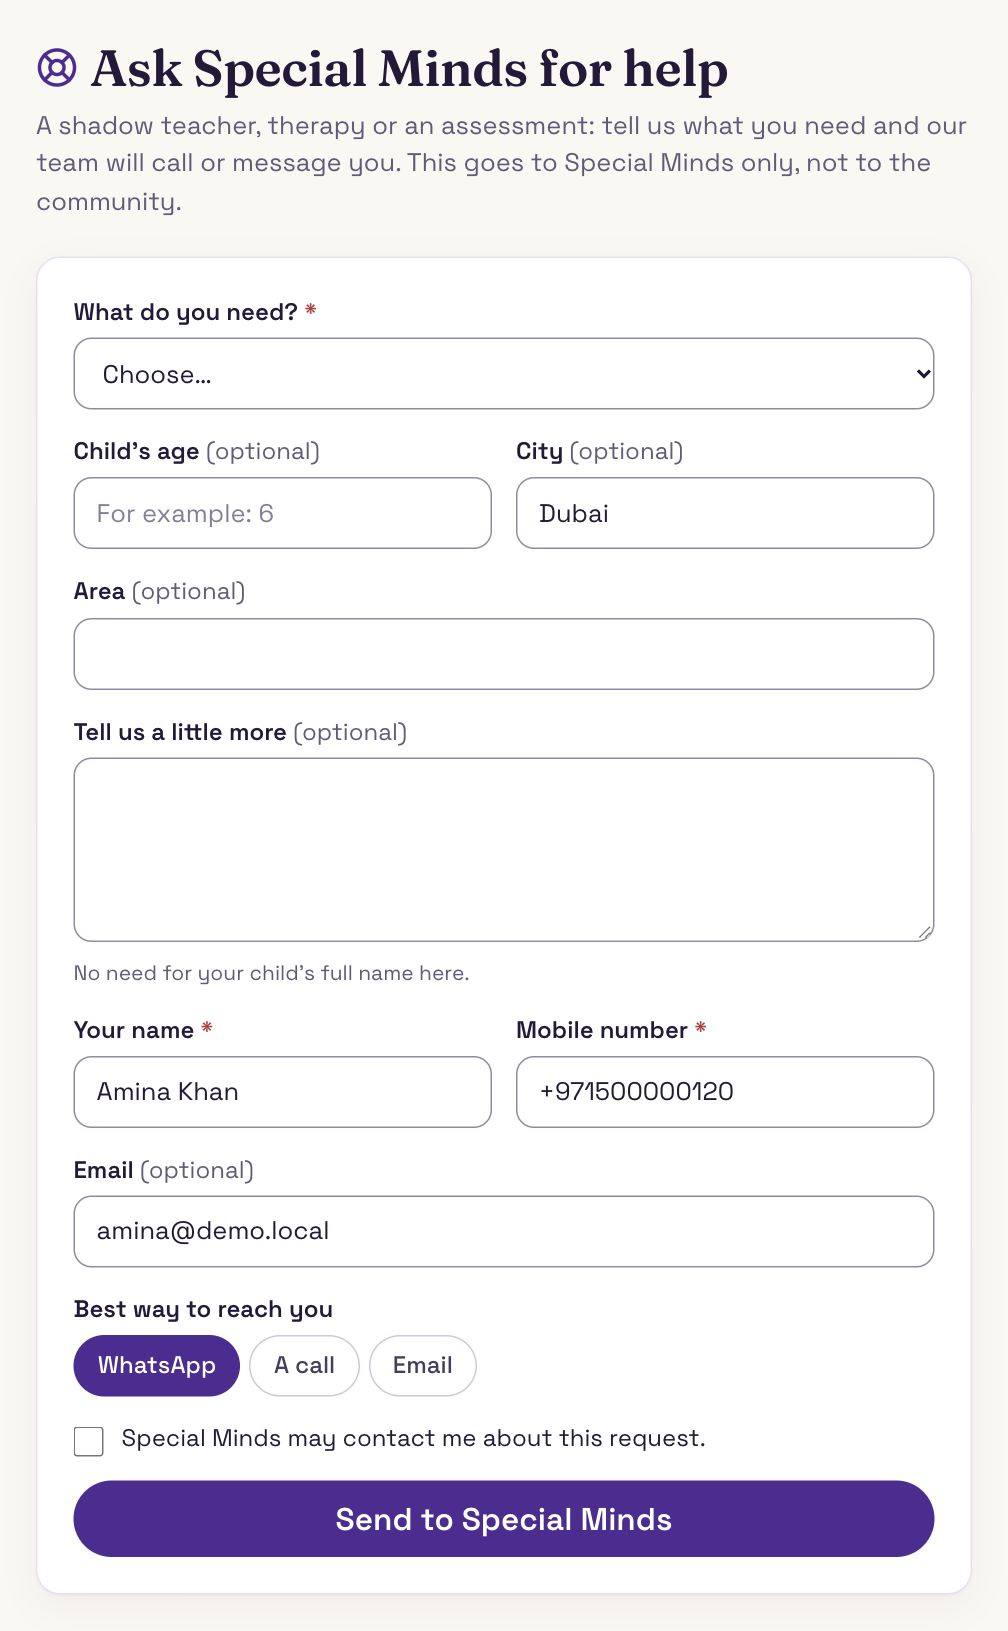 Ask Special Minds for help
A shadow teacher, therapy or an assessment: tell us what you need and our
team will call or message you. This goes to Special Minds only, not to the
community.
What do you need? *
Choose...
Child's age (optional)
City (optional)
For example: 6
Dubai
Area (optional)
Tell us a little more (optional)
No need for your child's full name here.
Your name *
Mobile number *
Amina Khan
+971500000120
Email (optional)
amina@demo.local
Best way to reach you
WhatsApp
A call
Email
Special Minds may contact me about this request.
Send to Special Minds